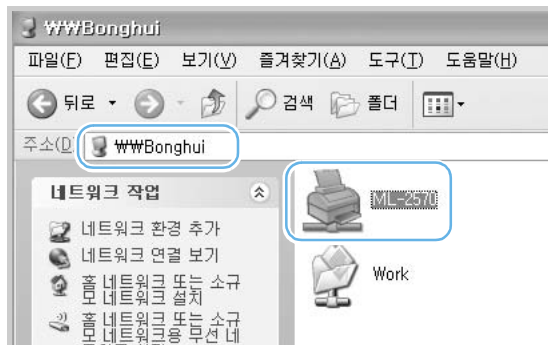 ₩₩Bonghui
파일(F) 편집(E) 보기(V) 즐겨찾기(A) 도구(T) 도움말(H)
뒤로 검색 폴더
주소(D) ₩₩Bonghui
네트워크 작업
네트워크 환경 추가
네트워크 연결 보기
홈 네트워크 또는 소규
모 네트워크 설치
홈 네트워크 또는 소규
모 네트워크용 무선 네
ML-2570
Work